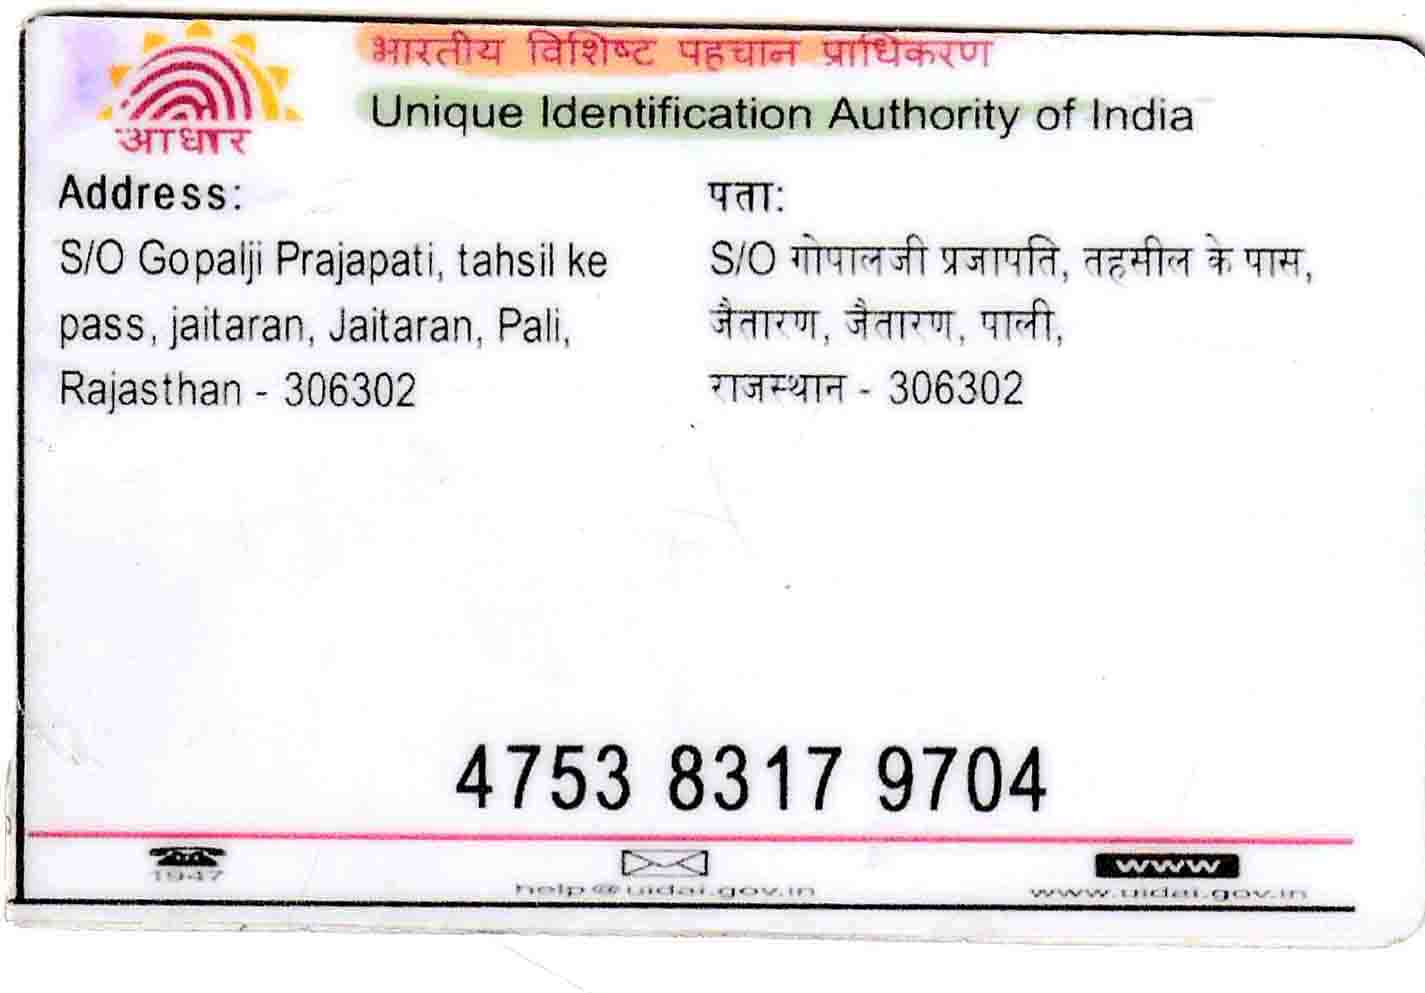 भारतीय विशिष्ट पहचान प्राधिकरण
Unique Identification Authority of India
आधार
Address:
S/O Gopalji Prajapati, tahsil ke
pass, jaitaran, Jaitaran, Pali,
Rajasthan - 306302
पता:
S/O गोपालजी प्रजापति, तहसील के पास,
जैतारण, जैतारण, पाली,
राजस्थान - 306302
4753 8317 9704
1947
help@uidai.gov.in
www
www.uidai.gov.in